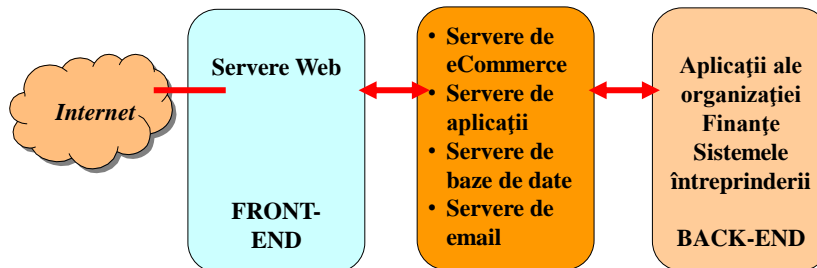 Internet
Servere Web
FRONT-
END
• Servere de
eCommerce
• Servere de
aplicaţii
• Servere de
baze de date
• Servere de
email
Aplicaţii ale
organizaţiei
Finanţe
Sistemele
întreprinderii
BACK-END